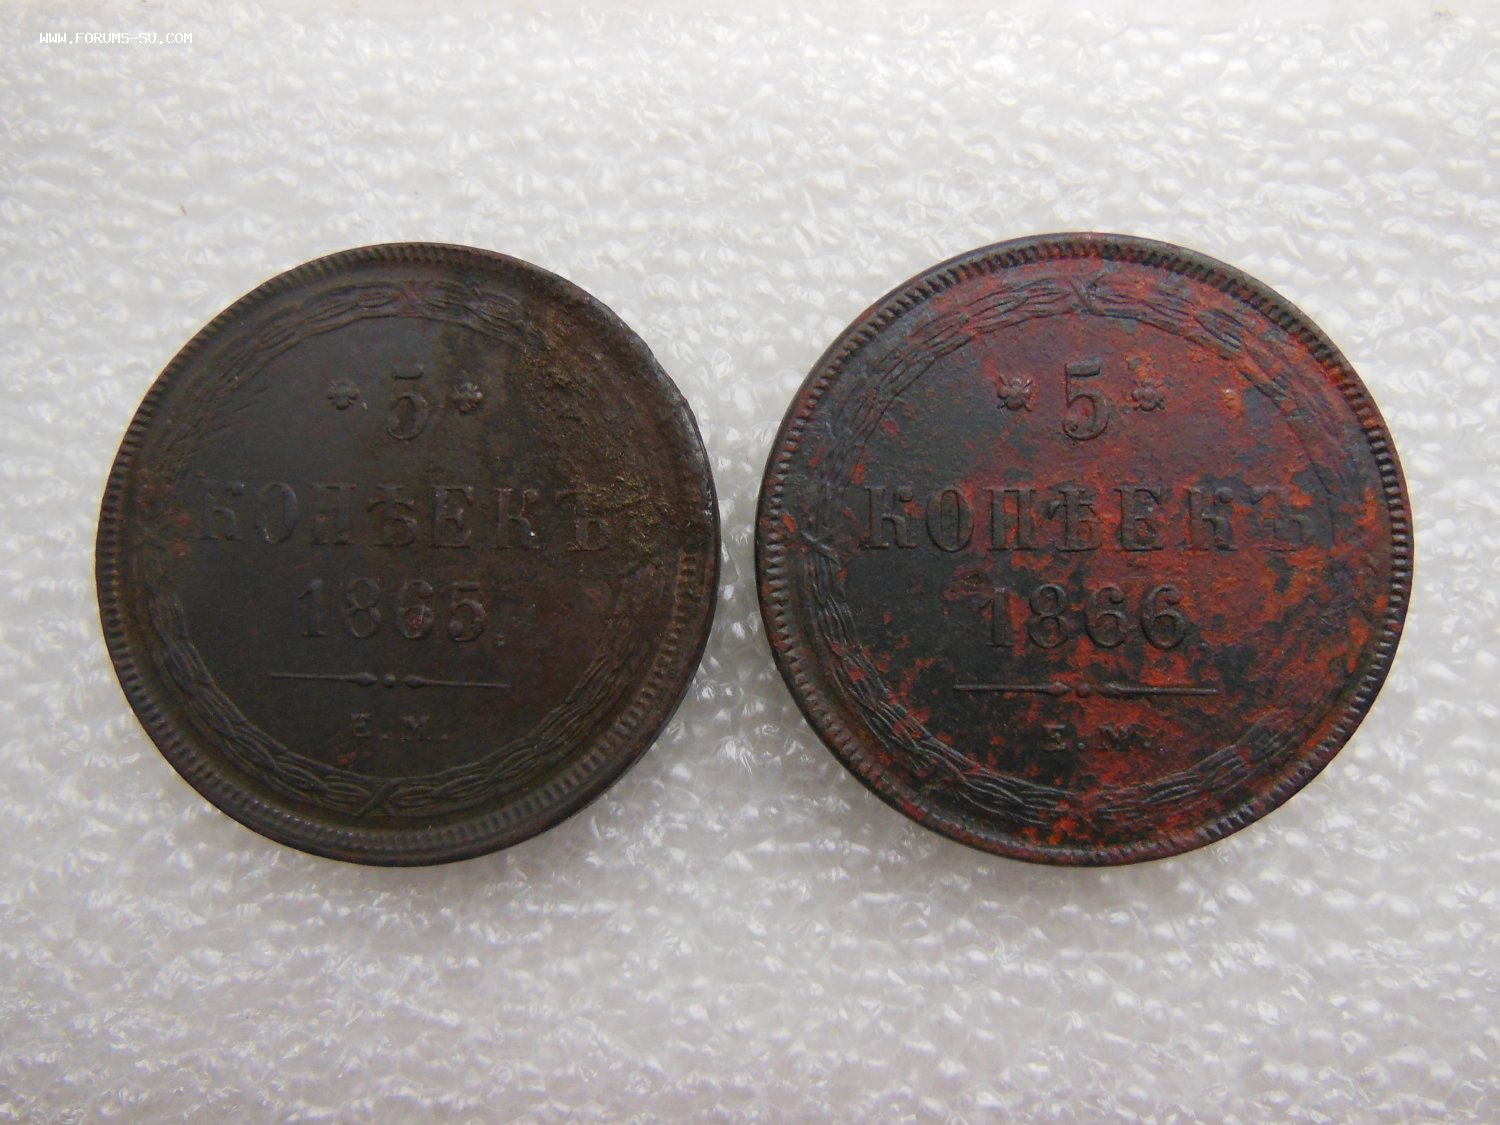 WWW.FORUMS-SU.COM
* 5 *
КОПѢЕКЪ
1865.
Е.М.
* 5 *
КОПѢЕКЪ
1866
Е.М.